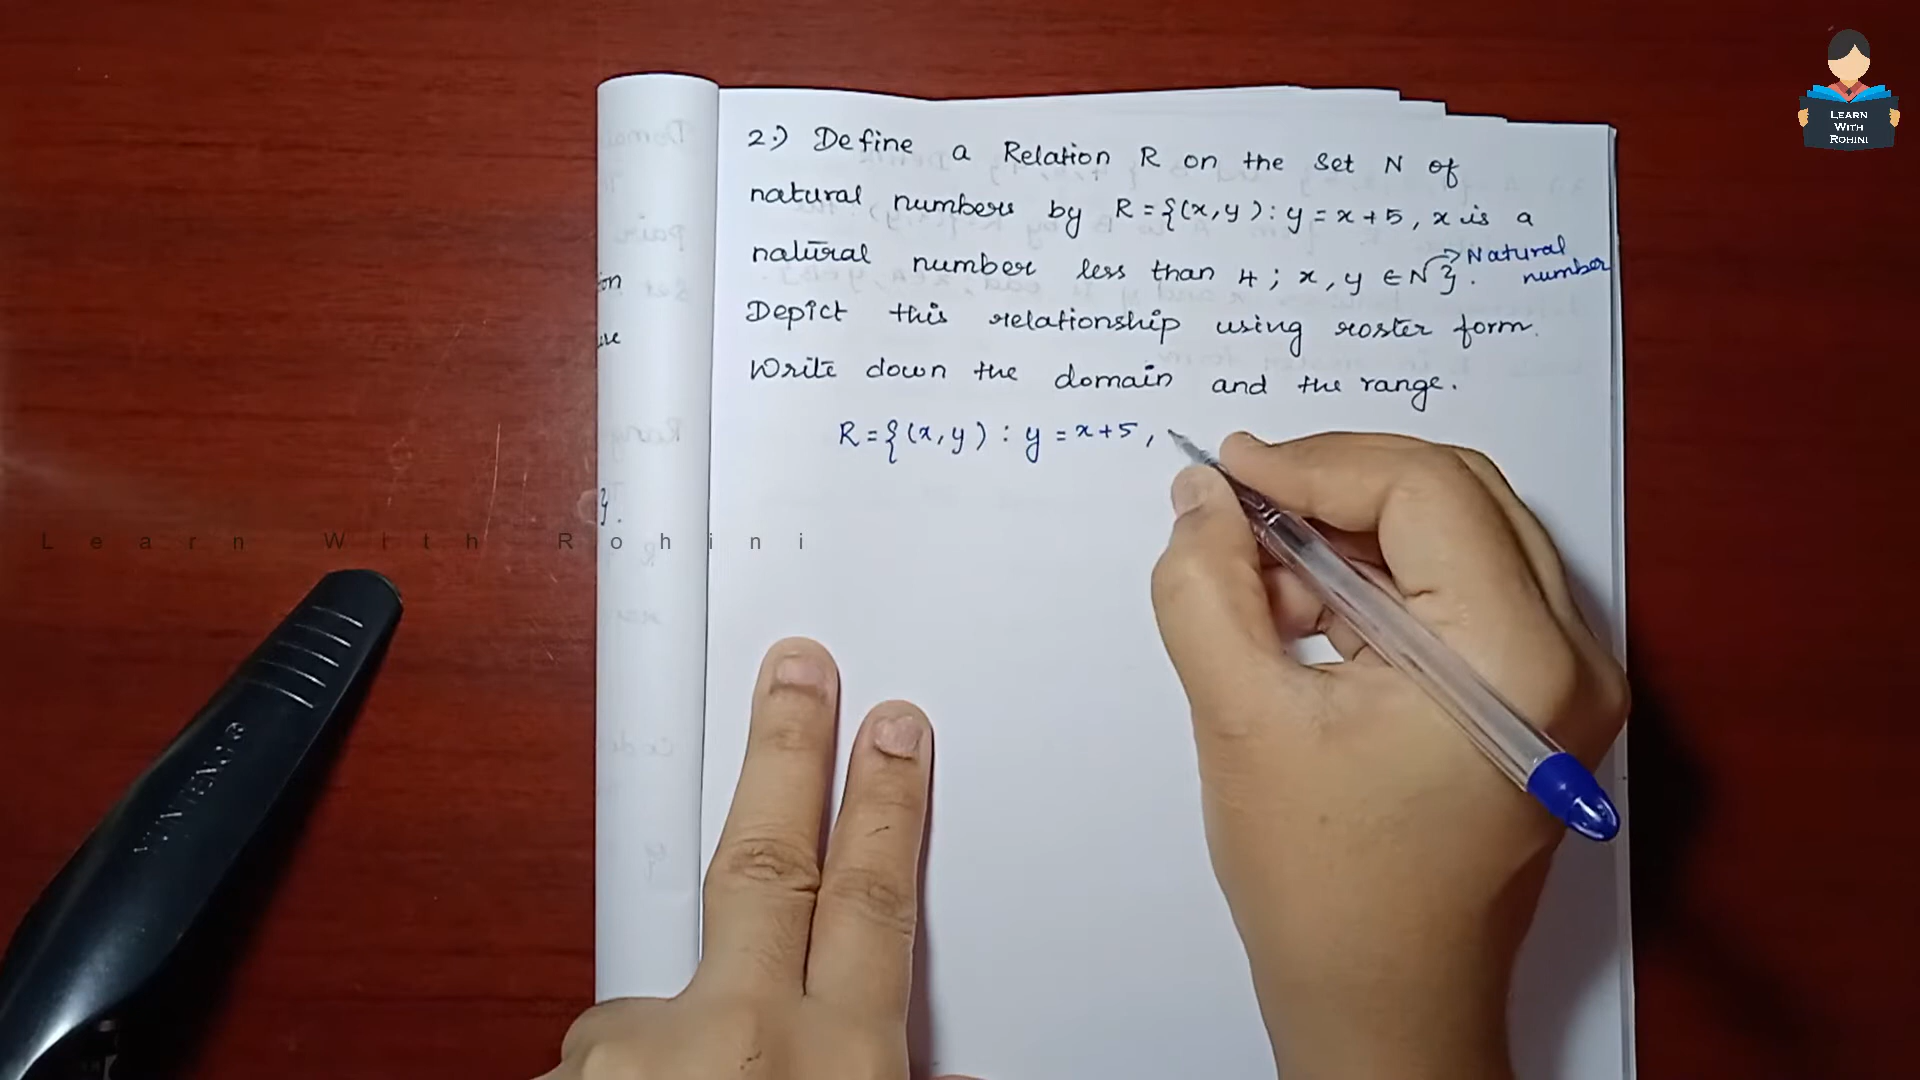 2.) Define a Relation R on the Set N of
natural numbers by R = {(x, y) : y = x + 5, x is a
natural number less than 4 ; x, y ∈ N }.
→ Natural
number
Depict this relationship using roster form.
Write down the domain and the range.
R = {(x, y) : y = x+5 ,
ion
}.
Learn With Rohini
LEARN
WITH
ROHINI